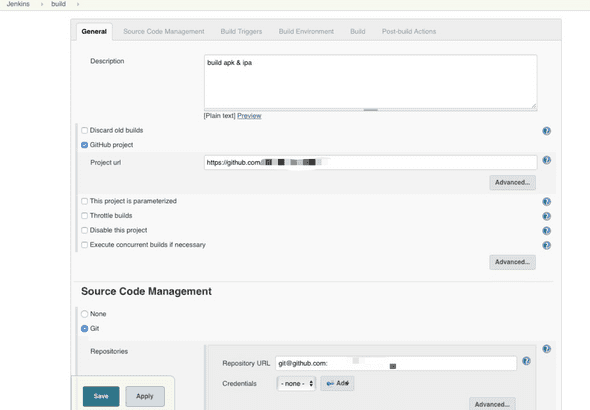 Jenkins › build ›
General Source Code Management Build Triggers Build Environment Build Post-build Actions
Description
build apk & ipa
[Plain text] Preview
Discard old builds
GitHub project
Project url
https://github.com/
Advanced...
This project is parameterized
Throttle builds
Disable this project
Execute concurrent builds if necessary
Advanced...
Source Code Management
None
Git
Repositories
Repository URL
git@github.com:
Credentials
- none -
Add
Advanced...
Save
Apply